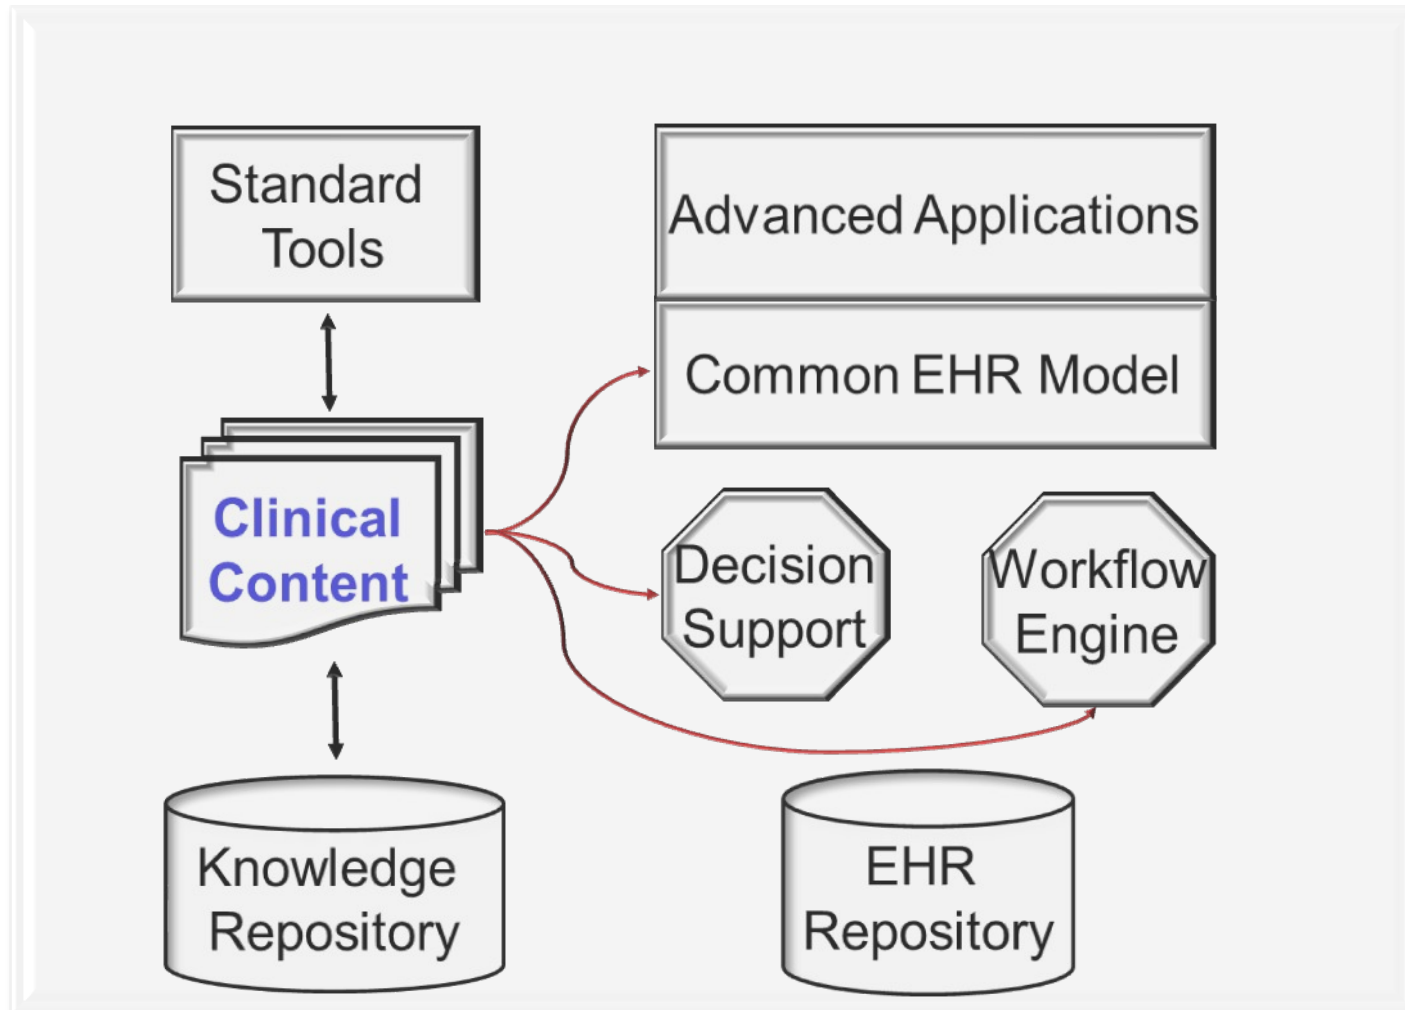 Standard
Tools
Advanced Applications
Common EHR Model
Clinical
Content
Decision
Support
Workflow
Engine
Knowledge
Repository
EHR
Repository